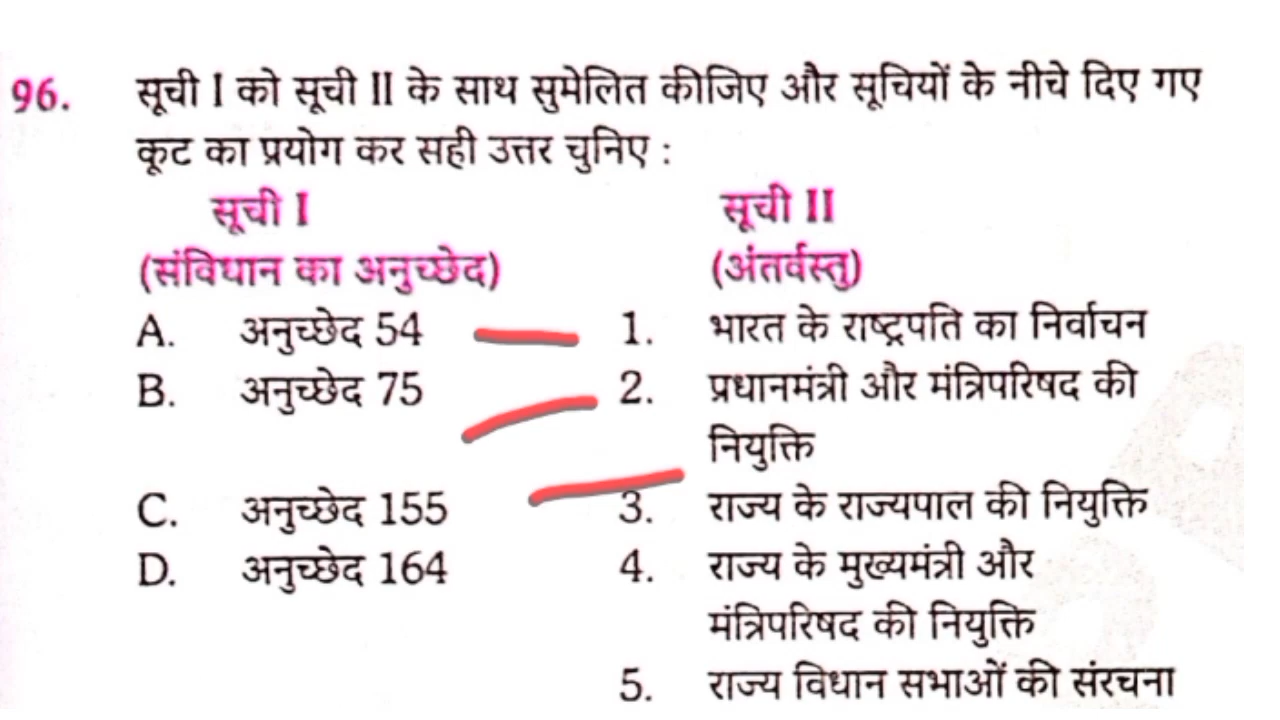 96. सूची I को सूची II के साथ सुमेलित कीजिए और सूचियों के नीचे दिए गए
कूट का प्रयोग कर सही उत्तर चुनिए :
सूची I सूची II
(संविधान का अनुच्छेद) (अंतर्वस्तु)
A. अनुच्छेद 54 1. भारत के राष्ट्रपति का निर्वाचन
B. अनुच्छेद 75 2. प्रधानमंत्री और मंत्रिपरिषद की
नियुक्ति
C. अनुच्छेद 155 3. राज्य के राज्यपाल की नियुक्ति
D. अनुच्छेद 164 4. राज्य के मुख्यमंत्री और
मंत्रिपरिषद की नियुक्ति
5. राज्य विधान सभाओं की संरचना